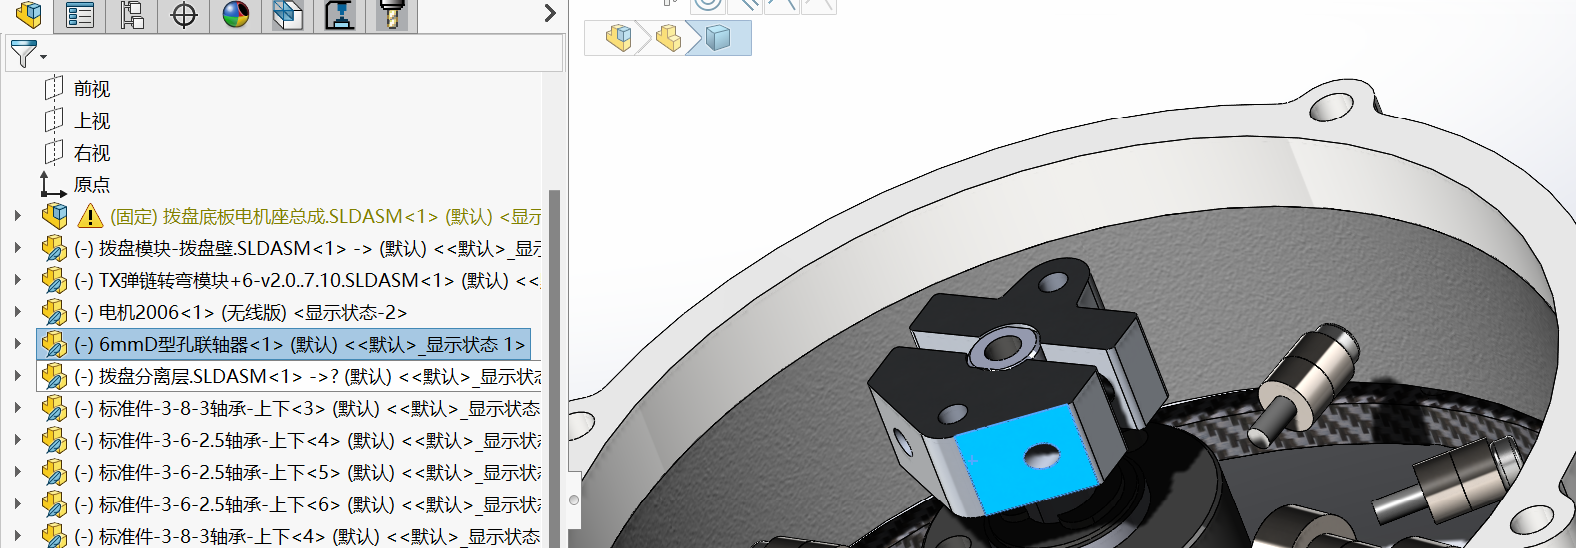 前视
上视
右视
原点
(固定) 拨盘底板电机座总成.SLDASM<1> (默认) <显示
(-) 拨盘模块-拨盘壁.SLDASM<1> -> (默认) <<默认>_显示
(-) TX弹链转弯模块+6-v2.0..7.10.SLDASM<1> (默认) <<
(-) 电机2006<1> (无线版) <显示状态-2>
(-) 6mmD型孔联轴器<1> (默认) <<默认>_显示状态 1>
(-) 拨盘分离层.SLDASM<1> ->? (默认) <<默认>_显示状态
(-) 标准件-3-8-3轴承-上下<3> (默认) <<默认>_显示状态
(-) 标准件-3-6-2.5轴承-上下<4> (默认) <<默认>_显示状态
(-) 标准件-3-6-2.5轴承-上下<5> (默认) <<默认>_显示状态
(-) 标准件-3-6-2.5轴承-上下<6> (默认) <<默认>_显示状态
(-) 标准件-3-8-3轴承-上下<4> (默认) <<默认>_显示状态